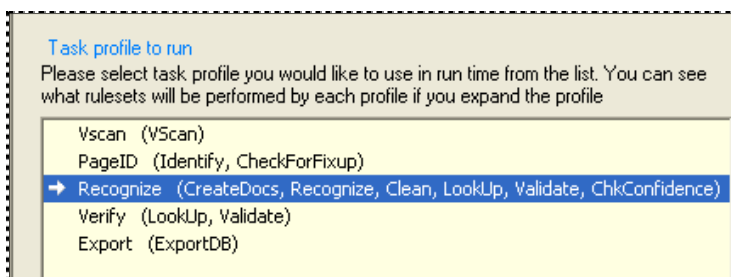 Task profile to run
Please select task profile you would like to use in run time from the list. You can see
what rulesets will be performed by each profile if you expand the profile
Vscan (VScan)
PageID (Identify, CheckForFixup)
Recognize (CreateDocs, Recognize, Clean, LookUp, Validate, ChkConfidence)
Verify (LookUp, Validate)
Export (ExportDB)